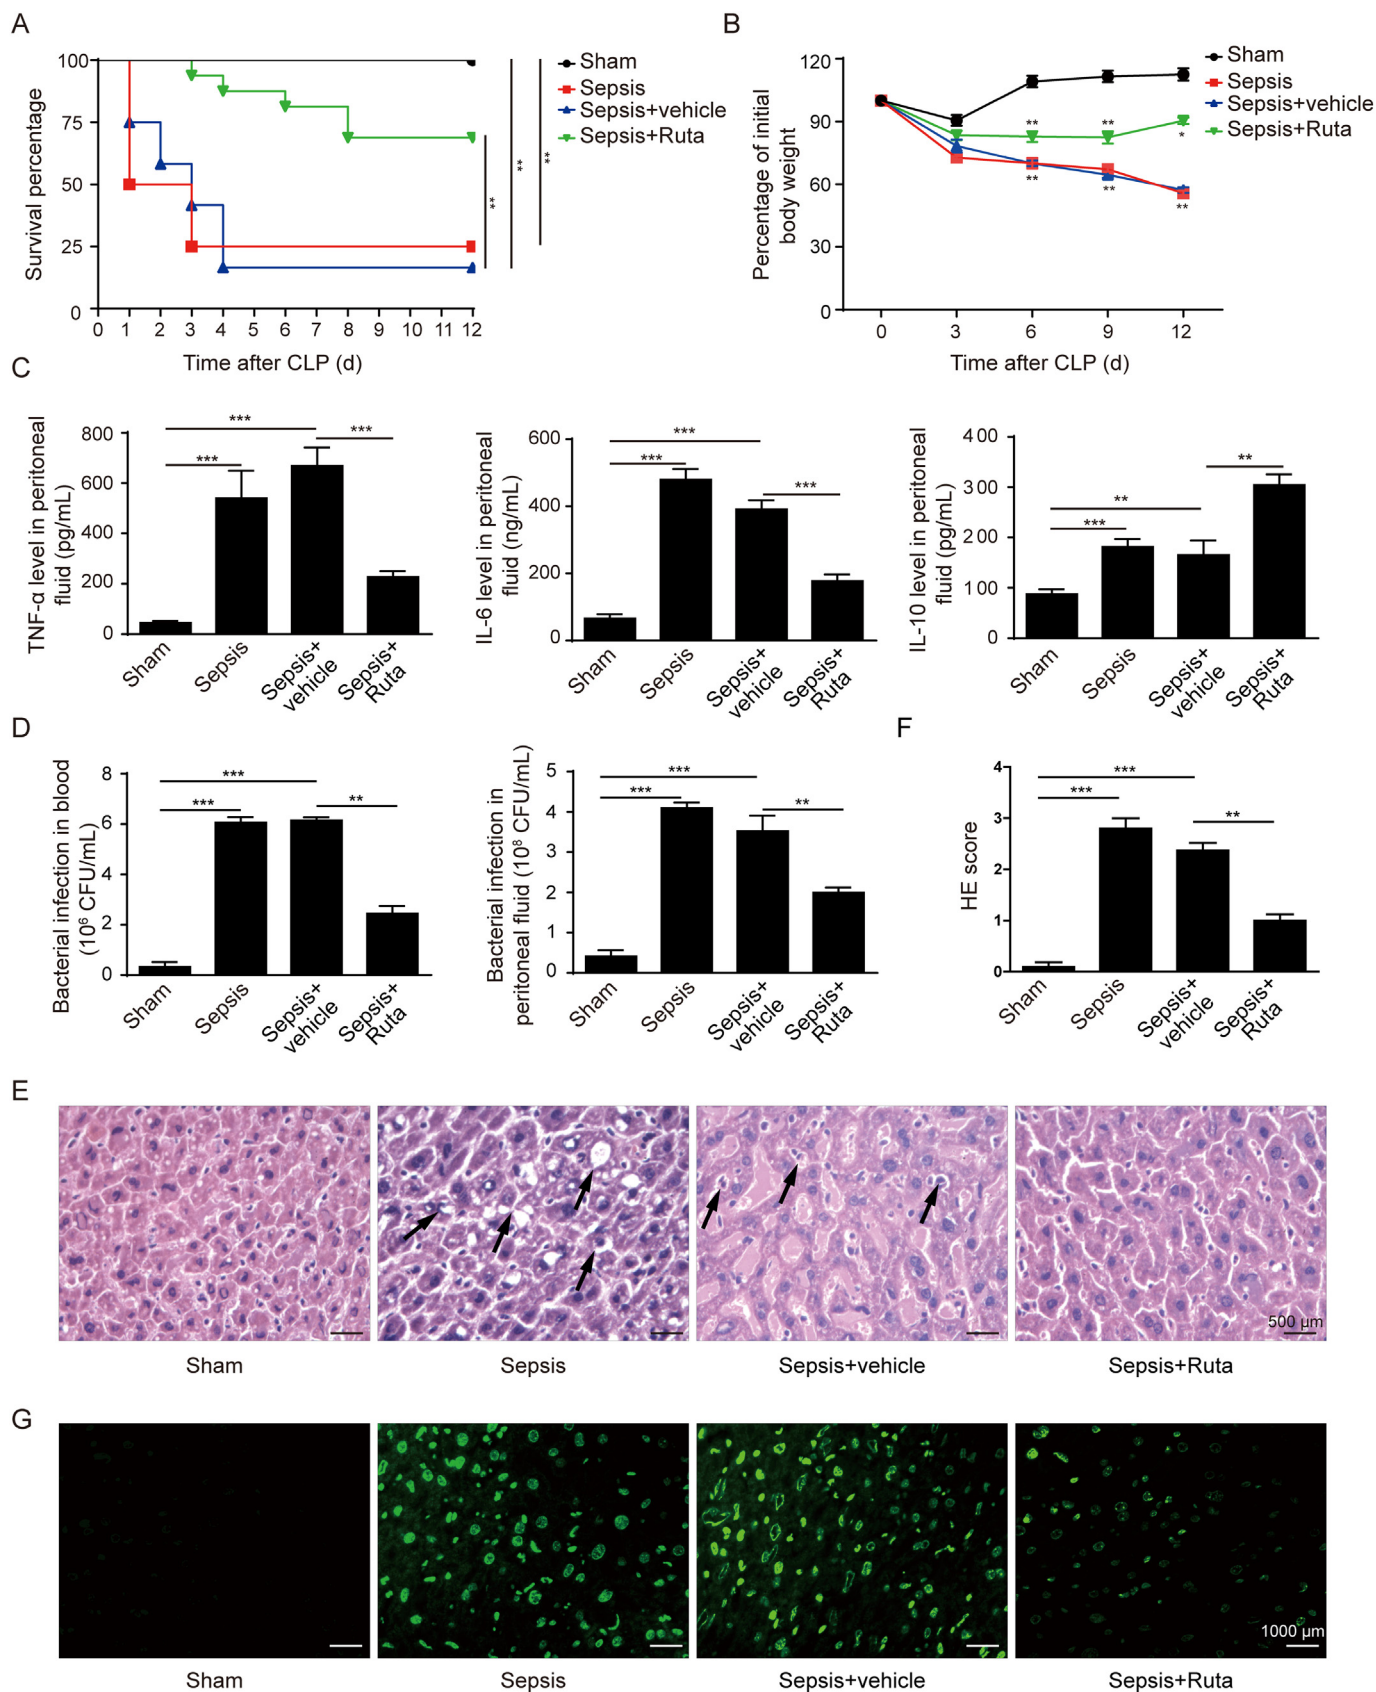 A
Survival percentage
100
75
50
25
0
0 1 2 3 4 5 6 7 8 9 10 11 12
Time after CLP (d)
Sham
Sepsis
Sepsis+vehicle
Sepsis+Ruta
**
**
**
B
Percentage of initial
body weight
120
90
60
30
0
0 3 6 9 12
Time after CLP (d)
Sham
Sepsis
Sepsis+vehicle
Sepsis+Ruta
** ** *
** ** **
C
TNF-α level in peritoneal
fluid (pg/mL)
800
600
400
200
0
***
***
***
Sham
Sepsis
Sepsis+
vehicle
Sepsis+
Ruta
IL-6 level in peritoneal
fluid (ng/mL)
600
400
200
0
***
***
***
Sham
Sepsis
Sepsis+
vehicle
Sepsis+
Ruta
IL-10 level in peritoneal
fluid (pg/mL)
400
300
200
100
0
**
**
***
Sham
Sepsis
Sepsis+
vehicle
Sepsis+
Ruta
D
Bacterial infection in blood
(10⁶ CFU/mL)
8
6
4
2
0
***
***
**
Sham
Sepsis
Sepsis+
vehicle
Sepsis+
Ruta
Bacterial infection in
peritoneal fluid (10⁸ CFU/mL)
5
4
3
2
1
0
***
***
**
Sham
Sepsis
Sepsis+
vehicle
Sepsis+
Ruta
F
HE score
3
2
1
0
***
***
**
Sham
Sepsis
Sepsis+
vehicle
Sepsis+
Ruta
E
500 µm
Sham
Sepsis
Sepsis+vehicle
Sepsis+Ruta
G
1000 µm
Sham
Sepsis
Sepsis+vehicle
Sepsis+Ruta